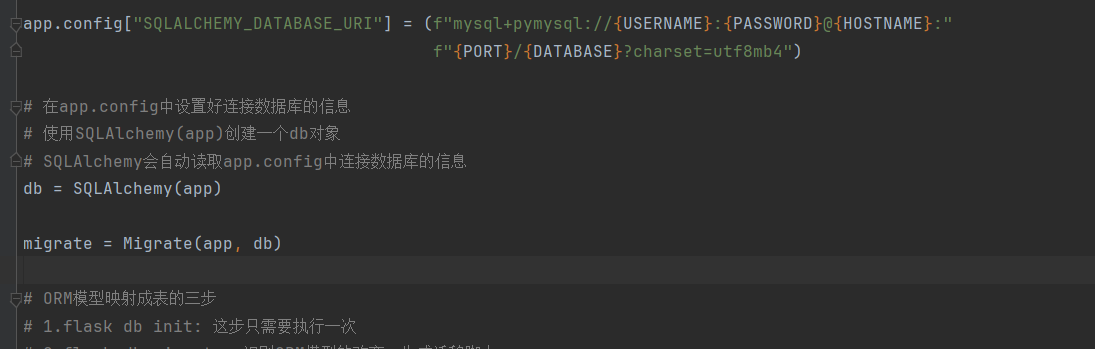 app.config["SQLALCHEMY_DATABASE_URI"] = (f"mysql+pymysql://{USERNAME}:{PASSWORD}@{HOSTNAME}:"
f"{PORT}/{DATABASE}?charset=utf8mb4")
# 在app.config中设置好连接数据库的信息
# 使用SQLAlchemy(app)创建一个db对象
# SQLAlchemy会自动读取app.config中连接数据库的信息
db = SQLAlchemy(app)
migrate = Migrate(app, db)
# ORM模型映射成表的三步
# 1.flask db init: 这步只需要执行一次